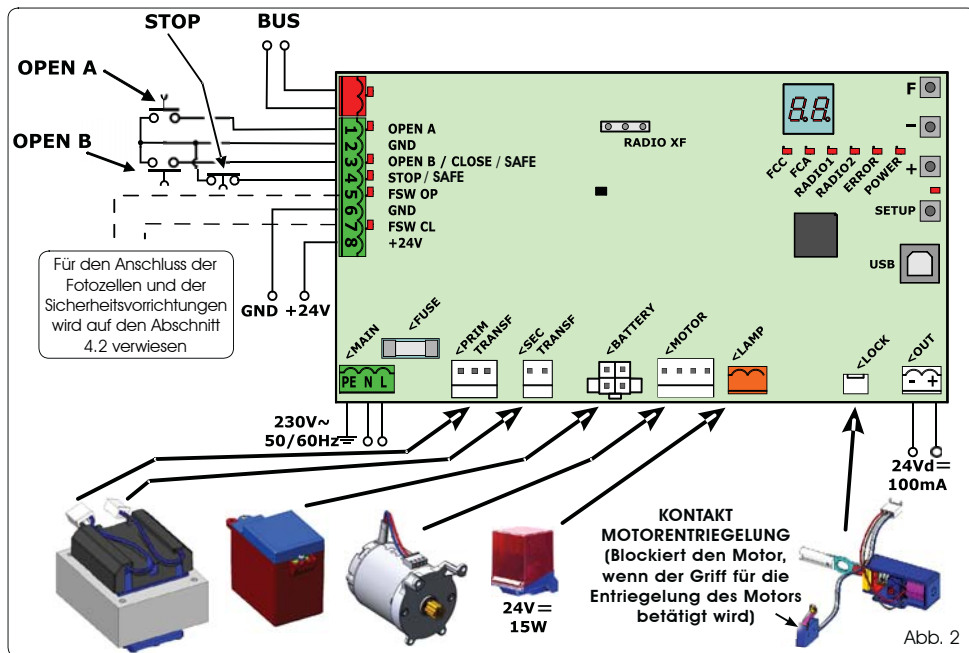 STOP
BUS
OPEN A
OPEN B
1 OPEN A
2 GND
3 OPEN B / CLOSE / SAFE
4 STOP / SAFE
5 FSW OP
6 GND
7 FSW CL
8 +24V
RADIO XF
8.8.
F
-
+
SETUP
FCC
FCA
RADIO1
RADIO2
ERROR
POWER
USB
Für den Anschluss der
Fotozellen und der
Sicherheitsvorrichtungen
wird auf den Abschnitt
4.2 verwiesen
GND +24V
<MAIN
<FUSE
<PRIM
TRANSF
<SEC
TRANSF
<BATTERY
<MOTOR
<LAMP
<LOCK
<OUT
PE N L
- +
230V~
50/60Hz
24Vd=
100mA
24V=
15W
KONTAKT
MOTORENTRIEGELUNG
(Blockiert den Motor,
wenn der Griff für die
Entriegelung des Motors
betätigt wird)
Abb. 2